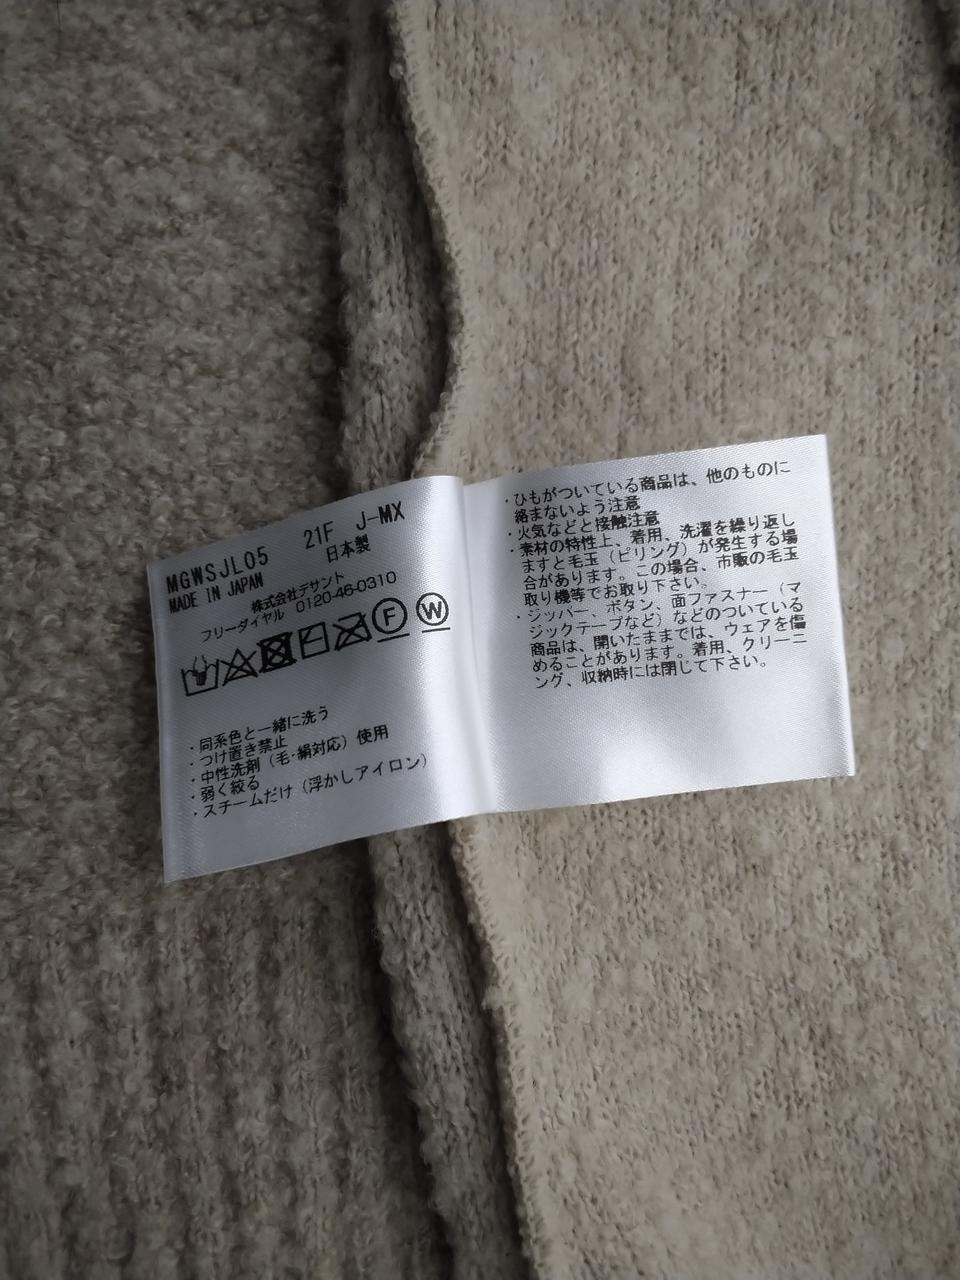 MGWSJL05 21F J-MX
MADE IN JAPAN 日本製
株式会社デサント
フリーダイヤル 0120-46-0310
F W
・同系色と一緒に洗う
・つけ置き禁止
・中性洗剤（毛・絹対応）使用
・弱く絞る
・スチームだけ（浮かしアイロン）
・ひもがついている商品は、他のものに
絡まないよう注意
・火気などと接触注意
・素材の特性上、着用、洗濯を繰り返し
ますと毛玉（ピリング）が発生する場
合があります。この場合、市販の毛玉
取り機等でお取り下さい。
・ジッパー、ボタン、面ファスナー（マ
ジックテープなど）などのついている
商品は、開いたままでは、ウェアを傷
めることがあります。着用、クリーニ
ング、収納時には閉じて下さい。